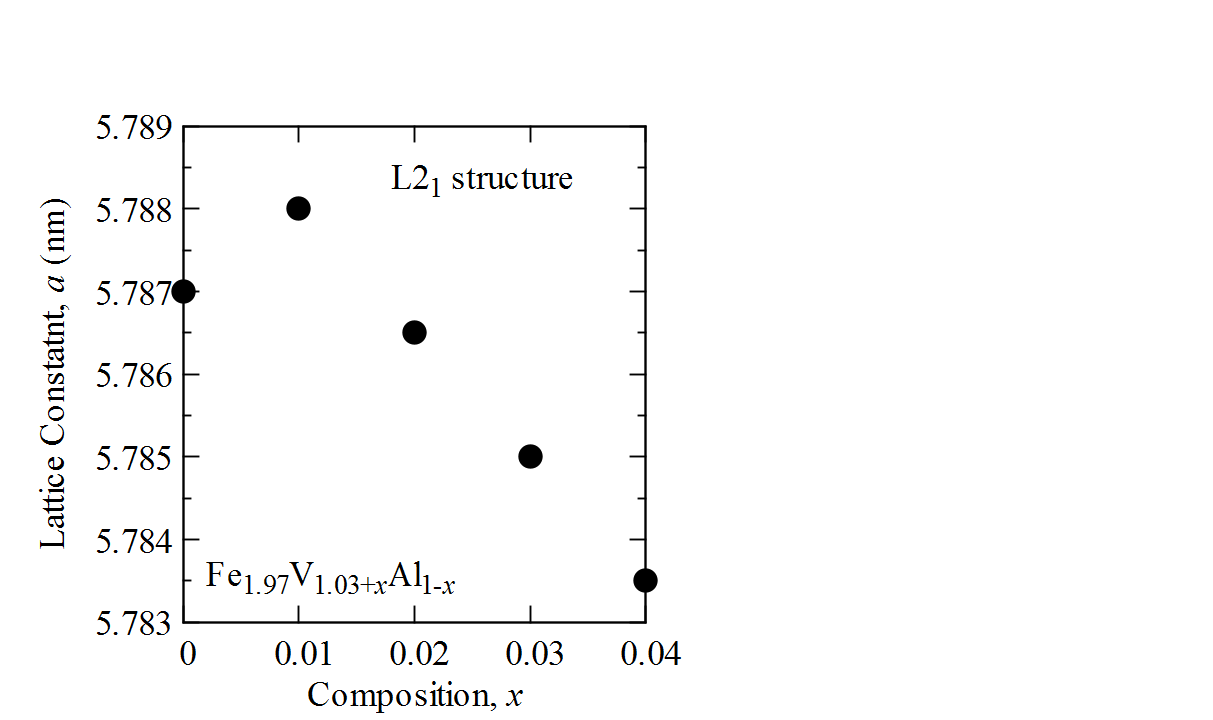 5.789
L2₁ structure
5.788
5.787
5.786
5.785
5.784
5.783
Lattice Constatnt, a (nm)
Fe₁.₉₇V₁.₀₃₊ₓAl₁₋ₓ
0 0.01 0.02 0.03 0.04
Composition, x